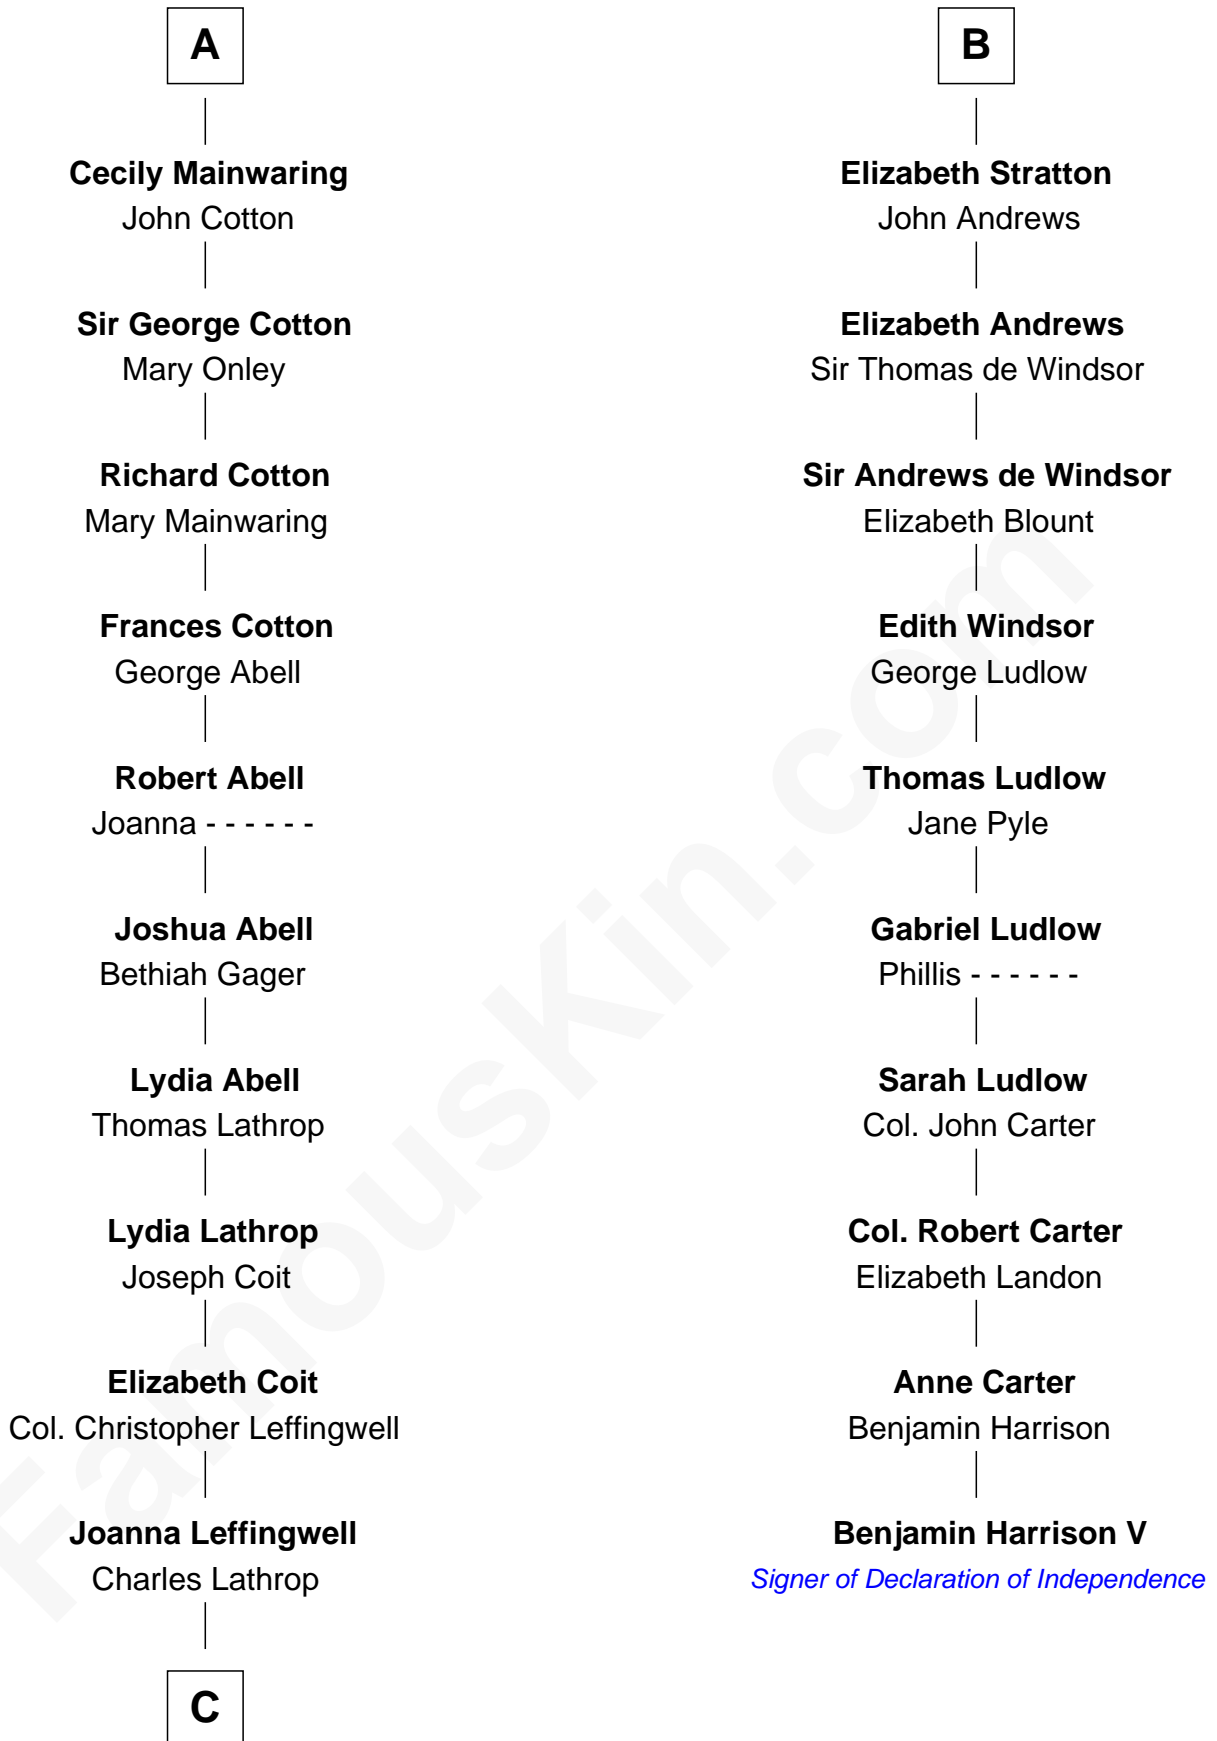 A
Cecily Mainwaring
John Cotton
Sir George Cotton
Mary Onley
Richard Cotton
Mary Mainwaring
Frances Cotton
George Abell
Robert Abell
Joanna - - - - - -
Joshua Abell
Bethiah Gager
Lydia Abell
Thomas Lathrop
Lydia Lathrop
Joseph Coit
Elizabeth Coit
Col. Christopher Leffingwell
Joanna Leffingwell
Charles Lathrop
C
B
Elizabeth Stratton
John Andrews
Elizabeth Andrews
Sir Thomas de Windsor
Sir Andrews de Windsor
Elizabeth Blount
Edith Windsor
George Ludlow
Thomas Ludlow
Jane Pyle
Gabriel Ludlow
Phillis - - - - - -
Sarah Ludlow
Col. John Carter
Col. Robert Carter
Elizabeth Landon
Anne Carter
Benjamin Harrison
Benjamin Harrison V
Signer of Declaration of Independence
FamousKin.com